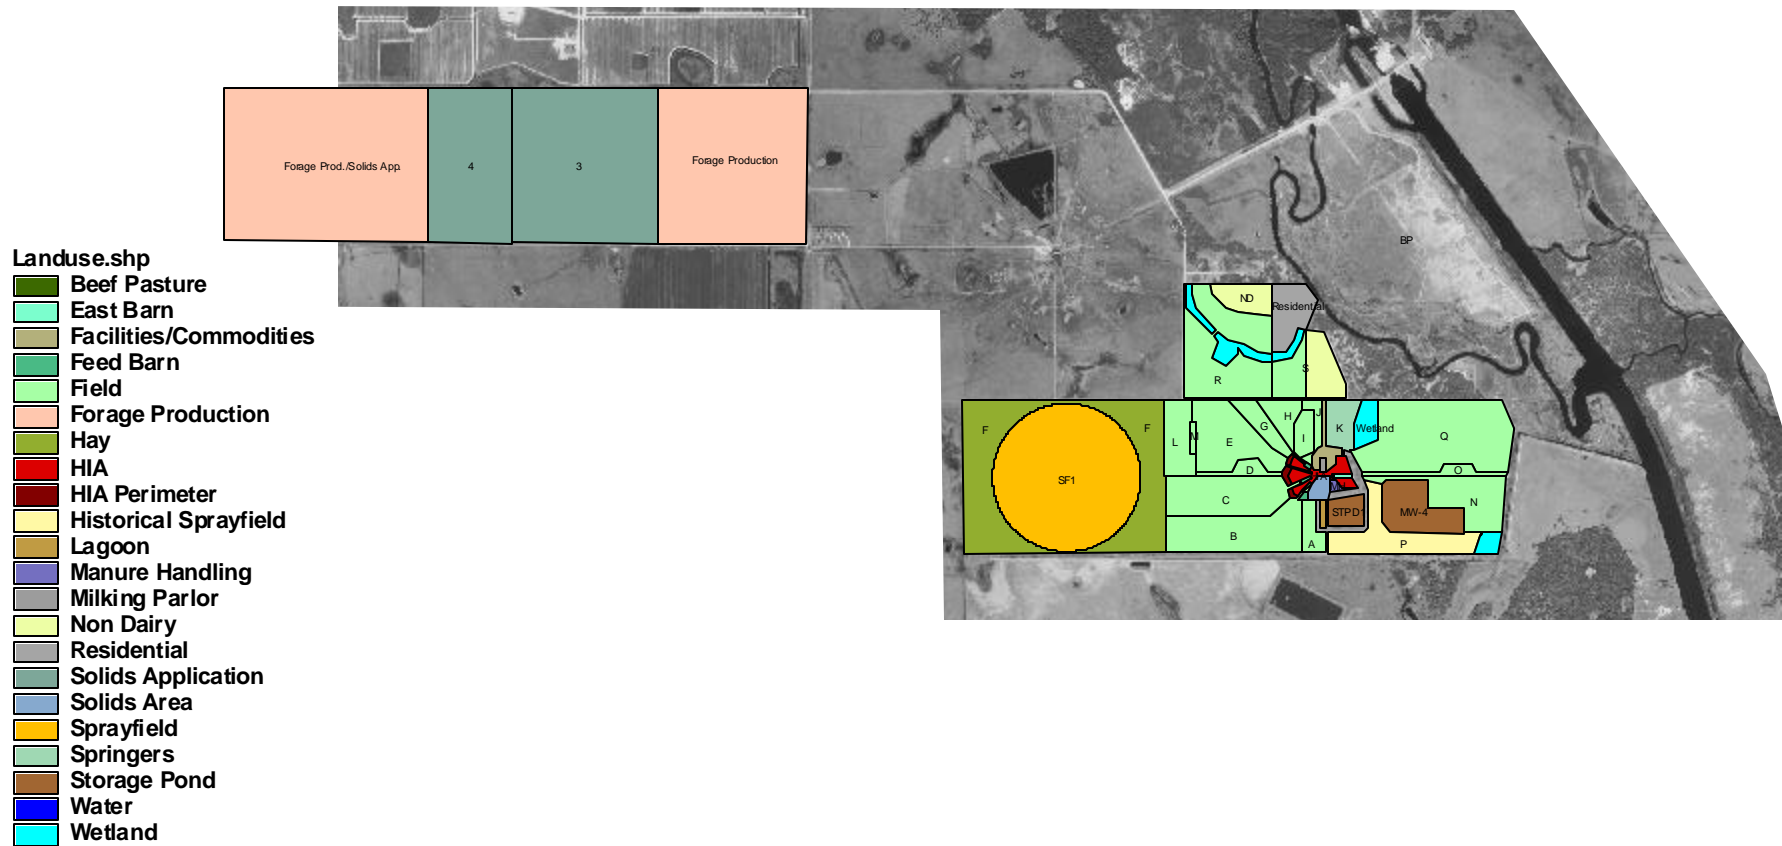 Forage Prod./Solids App.
4
3
Forage Production
BP
Landuse.shp
Beef Pasture
East Barn
Facilities/Commodities
Feed Barn
Field
Forage Production
Hay
HIA
HIA Perimeter
Historical Sprayfield
Lagoon
Manure Handling
Milking Parlor
Non Dairy
Residential
Solids Application
Solids Area
Sprayfield
Springers
Storage Pond
Water
Wetland
ND
Residential
R
S
F
F
H
J
G
K
Wetland
L
M
E
I
Q
D
O
SF1
C
N
STPD1
MW-4
B
A
P